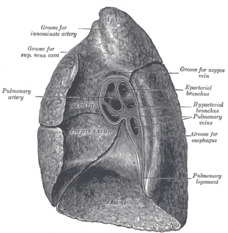 Groove for
innominate artery
Groove for
sup. vena cava
Pulmonary
artery
Groove for azygos
vein
Eparterial
bronchus
Hyparterial
bronchus
Pulmonary
veins
Groove for
esophagus
Pulmonary
ligament